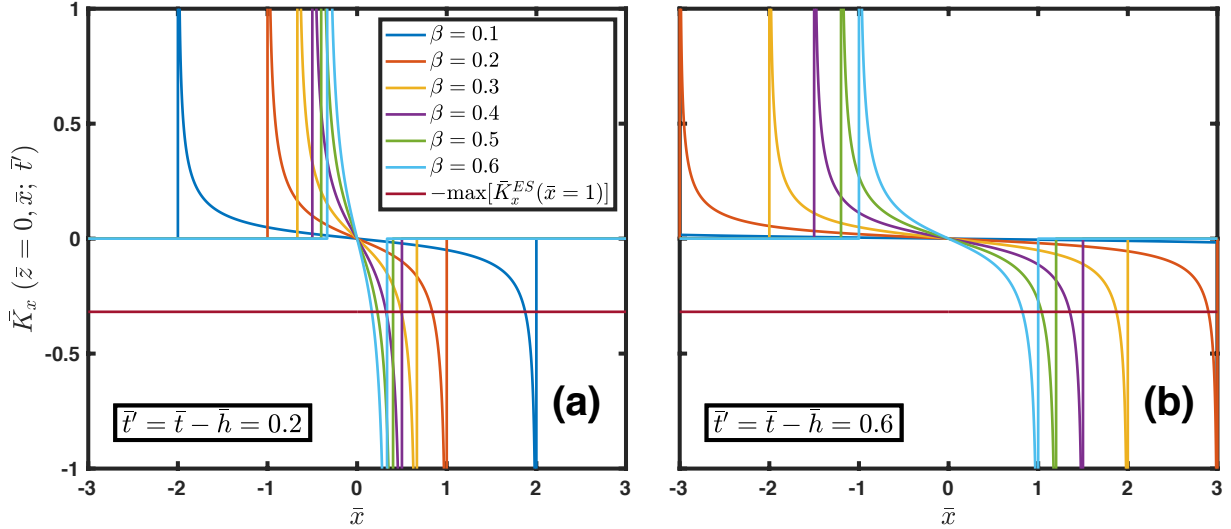 1
0.5
0
-0.5
-1
-3
-2
-1
0
1
2
3
x̄
K̄ₓ (z̄ = 0, x̄; t̄′)
β = 0.1
β = 0.2
β = 0.3
β = 0.4
β = 0.5
β = 0.6
−max[K̄ₓᴱˢ(x̄ = 1)]
t̄′ = t̄ − h̄ = 0.2
(a)
-3
-2
-1
0
1
2
3
x̄
t̄′ = t̄ − h̄ = 0.6
(b)